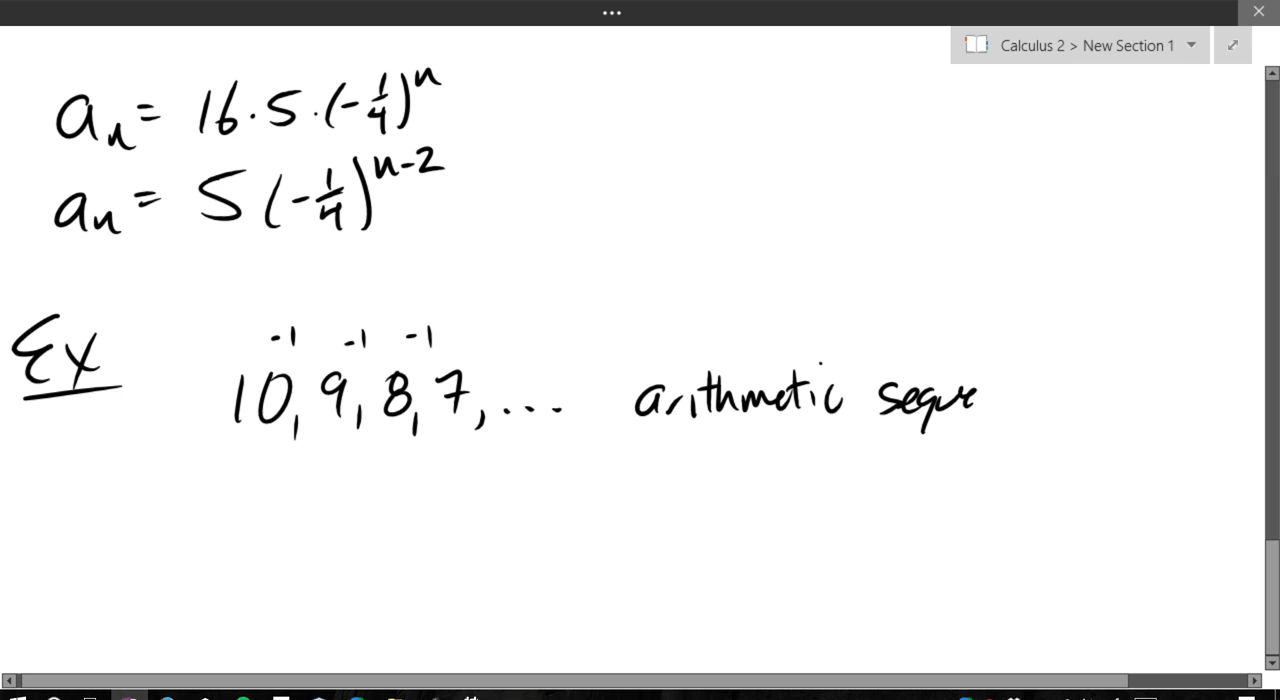 Calculus 2 > New Section 1
aₙ = 16 · 5 · (-1/4)ⁿ
aₙ = 5 (-1/4)ⁿ⁻²
-1 -1 -1
Ex 10, 9, 8, 7, ... arithmetic seque